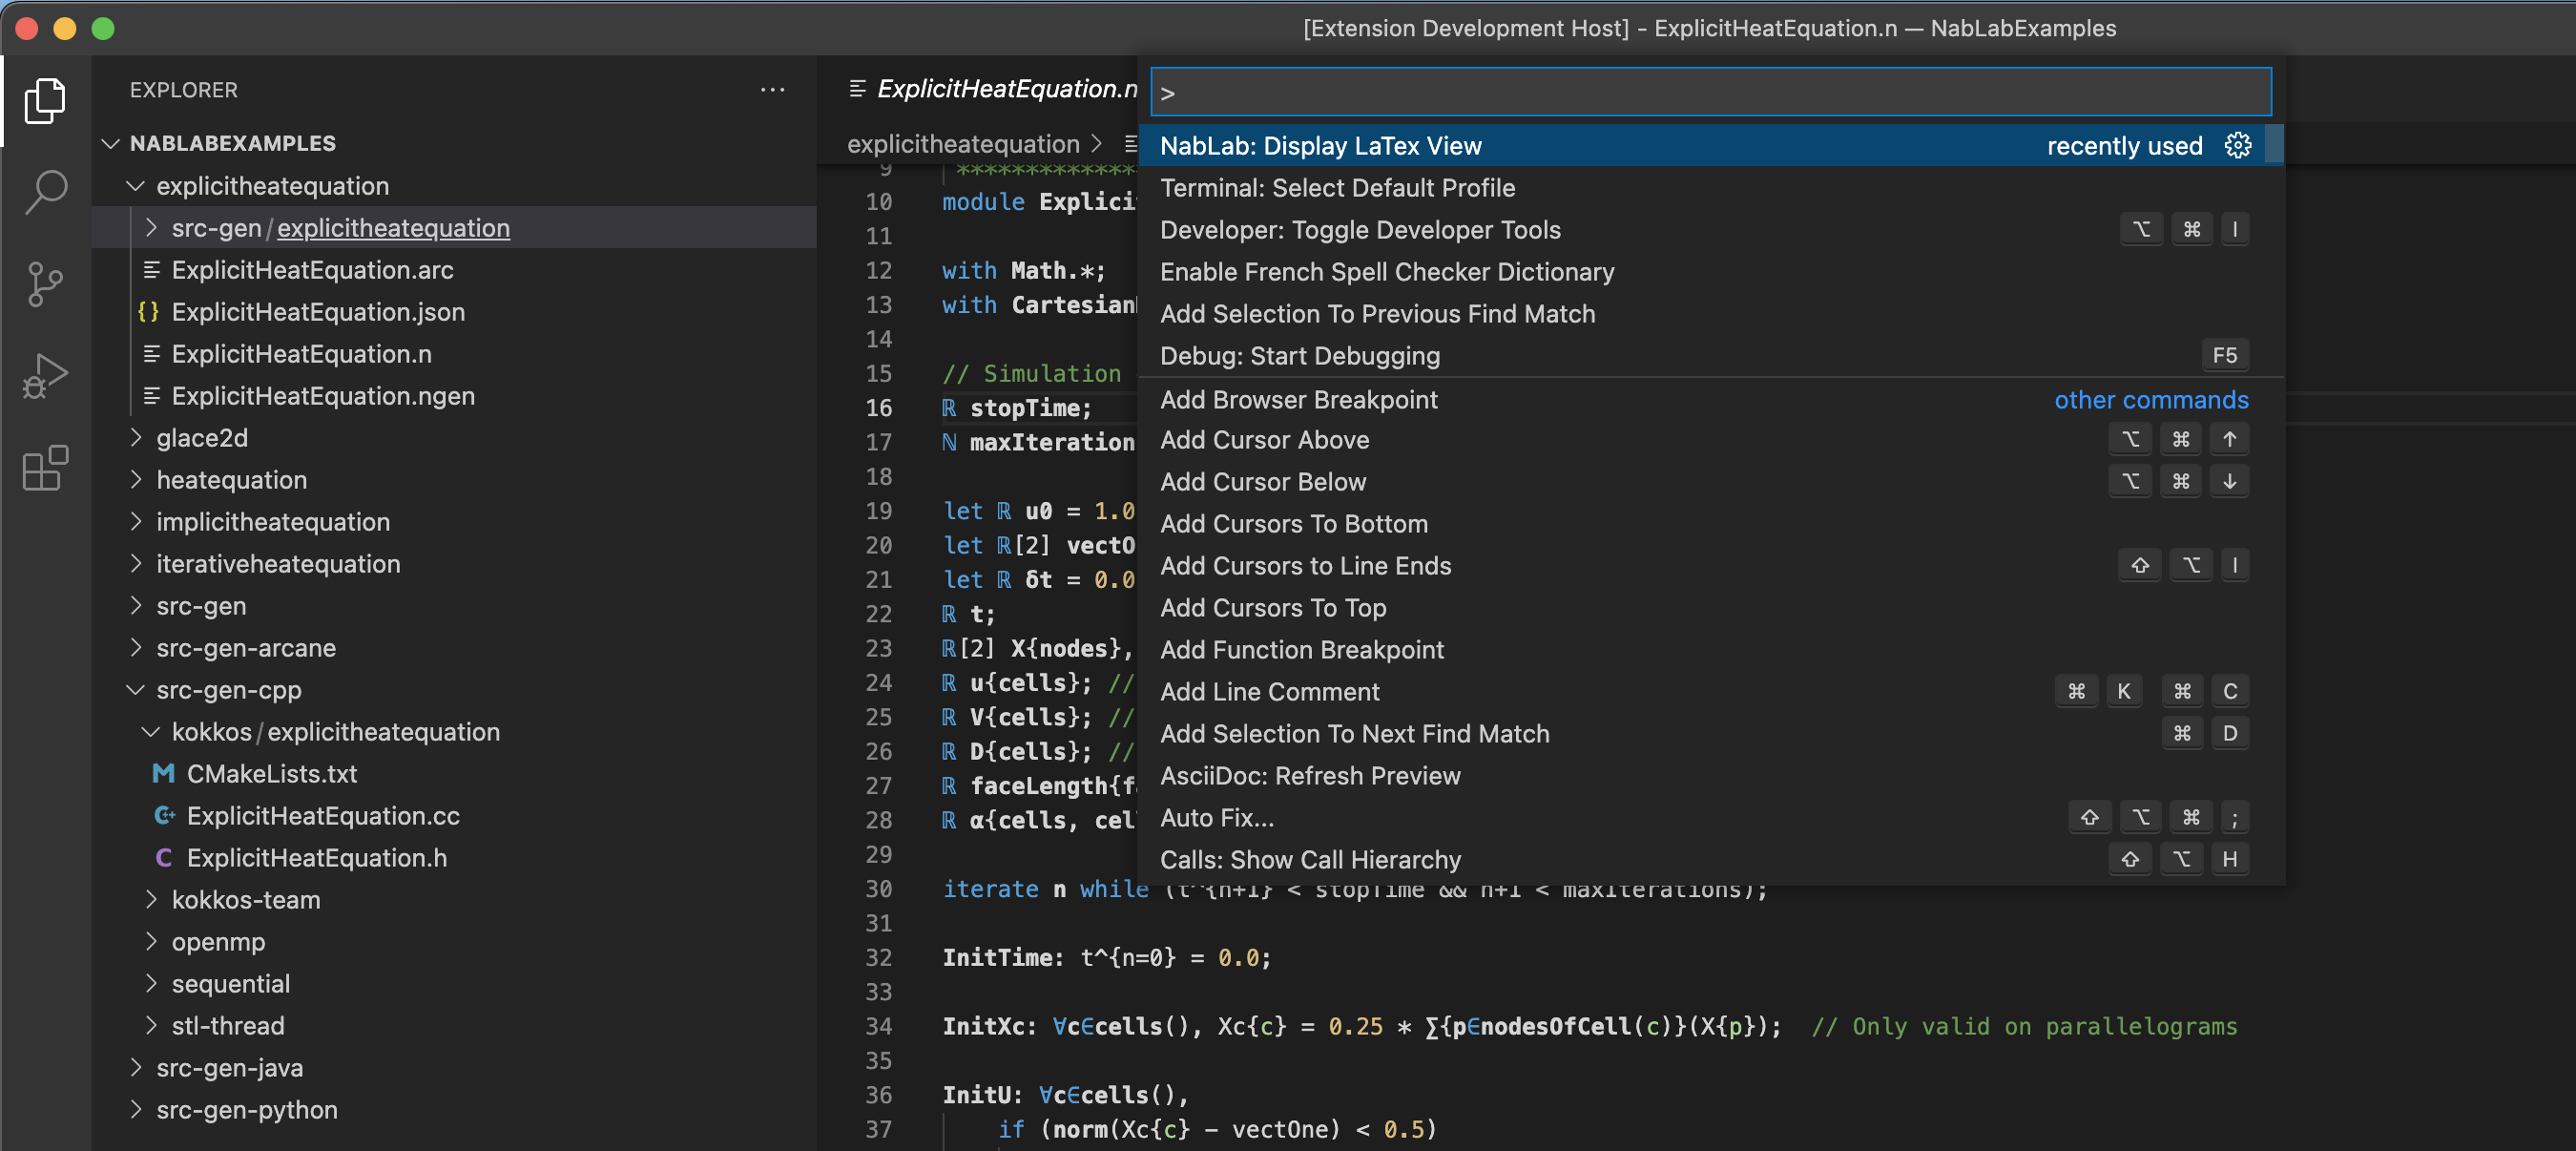 [Extension Development Host] - ExplicitHeatEquation.n — NabLabExamples
EXPLORER
NABLABEXAMPLES
explicitheatequation
src-gen/explicitheatequation
ExplicitHeatEquation.arc
{} ExplicitHeatEquation.json
ExplicitHeatEquation.n
ExplicitHeatEquation.ngen
glace2d
heatequation
implicitheatequation
iterativeheatequation
src-gen
src-gen-arcane
src-gen-cpp
kokkos/explicitheatequation
M CMakeLists.txt
C++ ExplicitHeatEquation.cc
C ExplicitHeatEquation.h
kokkos-team
openmp
sequential
stl-thread
src-gen-java
src-gen-python
ExplicitHeatEquation.n
explicitheatequation >
>
NabLab: Display LaTex View recently used
Terminal: Select Default Profile
Developer: Toggle Developer Tools ⌥ ⌘ I
Enable French Spell Checker Dictionary
Add Selection To Previous Find Match
Debug: Start Debugging F5
Add Browser Breakpoint other commands
Add Cursor Above ⌥ ⌘ ↑
Add Cursor Below ⌥ ⌘ ↓
Add Cursors To Bottom
Add Cursors to Line Ends ⇧ ⌥ I
Add Cursors To Top
Add Function Breakpoint
Add Line Comment ⌘ K ⌘ C
Add Selection To Next Find Match ⌘ D
AsciiDoc: Refresh Preview
Auto Fix... ⇧ ⌥ ⌘ ;
Calls: Show Call Hierarchy ⇧ ⌥ H
9 **************
10 module Explici
11
12 with Math.*;
13 with Cartesian
14
15 // Simulation
16 ℝ stopTime;
17 ℕ maxIteration
18
19 let ℝ u0 = 1.0
20 let ℝ[2] vectO
21 let ℝ δt = 0.0
22 ℝ t;
23 ℝ[2] X{nodes},
24 ℝ u{cells}; //
25 ℝ V{cells}; //
26 ℝ D{cells}; //
27 ℝ faceLength{f
28 ℝ α{cells, cel
29
30 iterate n while (t^{n+1} < stopTime && n+1 < maxIterations);
31
32 InitTime: t^{n=0} = 0.0;
33
34 InitXc: ∀c∈cells(), Xc{c} = 0.25 * ∑{p∈nodesOfCell(c)}(X{p}); // Only valid on parallelograms
35
36 InitU: ∀c∈cells(),
37 if (norm(Xc{c} - vectOne) < 0.5)